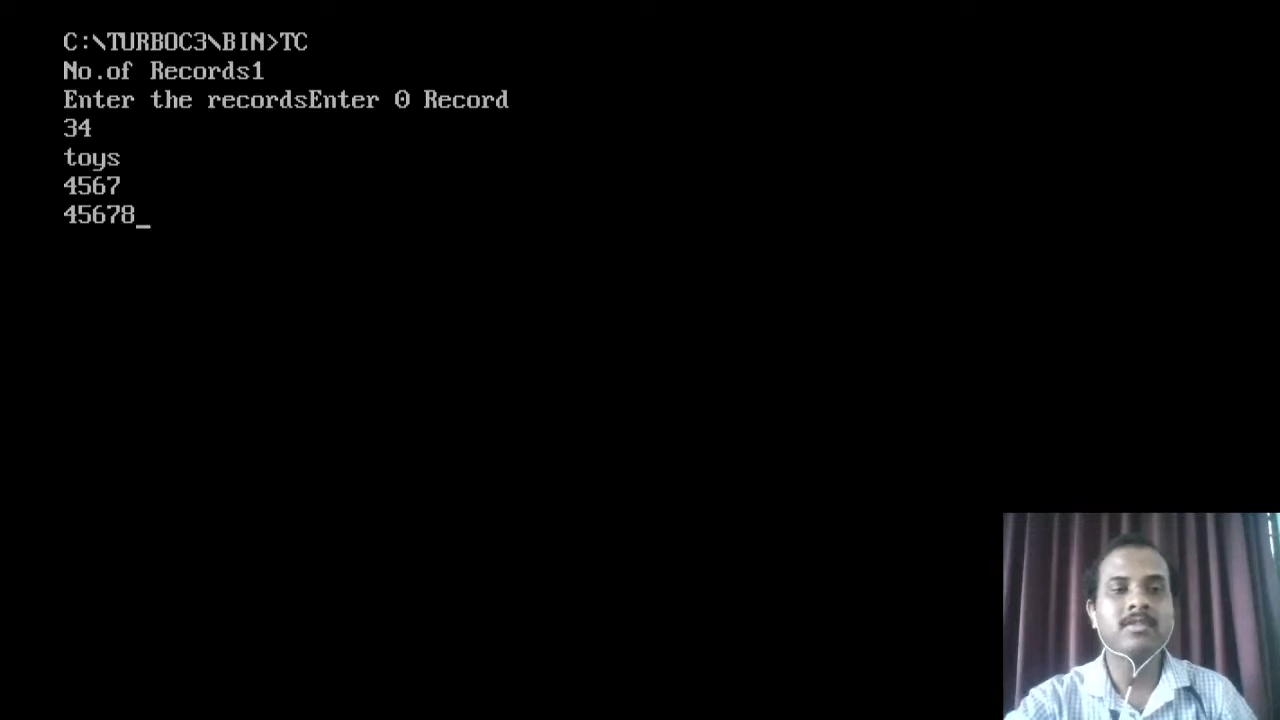 C:\TURBOC3\BIN>TC
No.of Records1
Enter the recordsEnter 0 Record
34
toys
4567
45678_